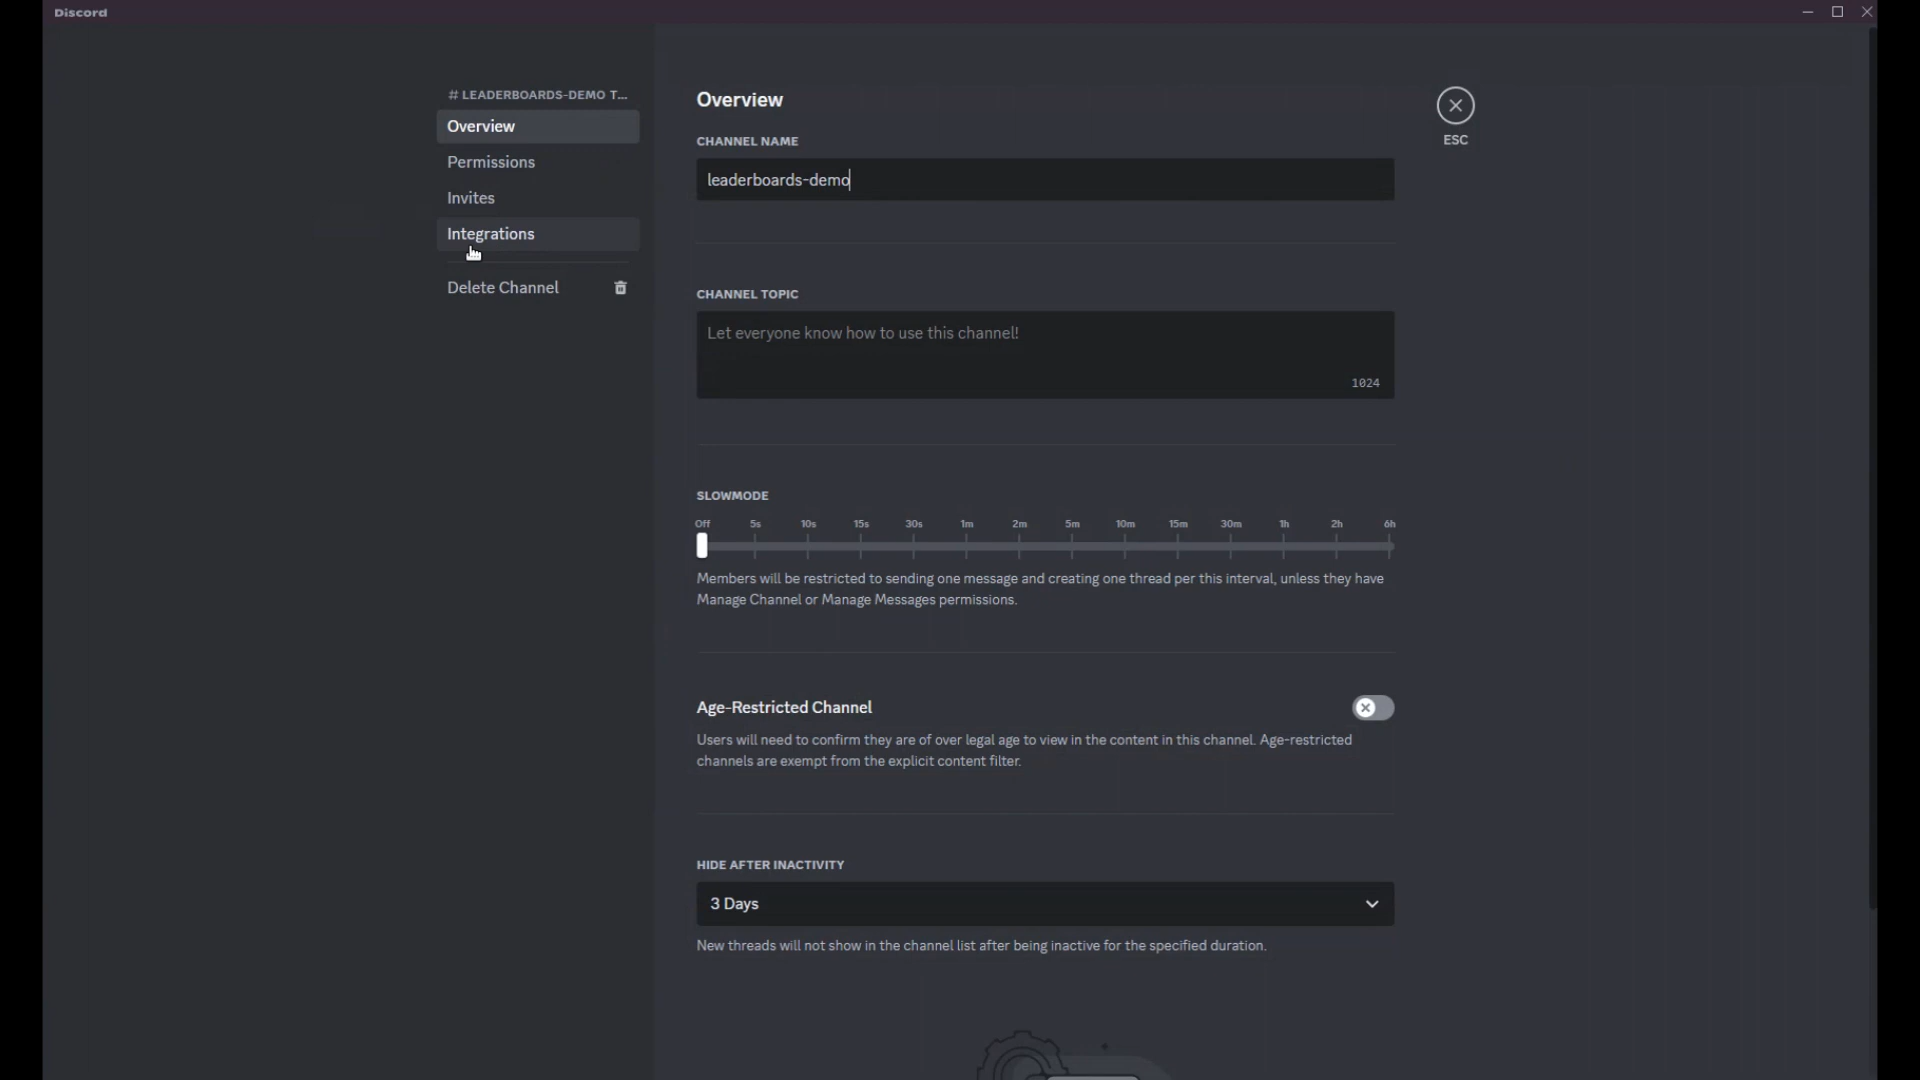 Discord
# LEADERBOARDS-DEMO T...
Overview
Permissions
Invites
Integrations
Delete Channel
Overview
ESC
CHANNEL NAME
leaderboards-demo
CHANNEL TOPIC
Let everyone know how to use this channel!
1024
SLOWMODE
Off 5s 10s 15s 30s 1m 2m 5m 10m 15m 30m 1h 2h 6h
Members will be restricted to sending one message and creating one thread per this interval, unless they have
Manage Channel or Manage Messages permissions.
Age-Restricted Channel
Users will need to confirm they are of over legal age to view in the content in this channel. Age-restricted
channels are exempt from the explicit content filter.
HIDE AFTER INACTIVITY
3 Days
New threads will not show in the channel list after being inactive for the specified duration.